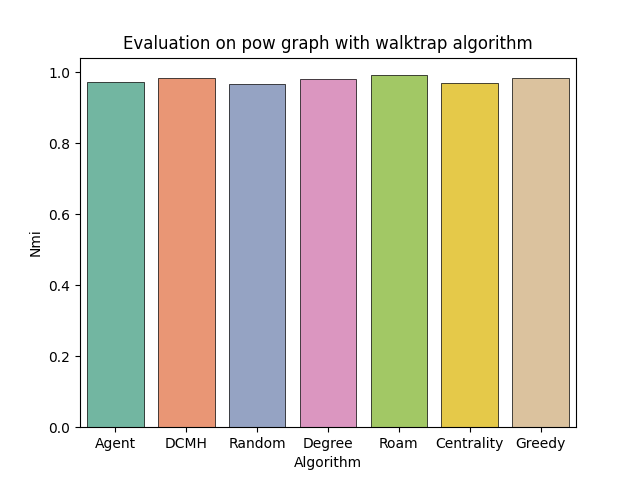 Evaluation on pow graph with walktrap algorithm
1.0
0.8
0.6
0.4
0.2
0.0
Nmi
Agent DCMH Random Degree Roam Centrality Greedy
Algorithm